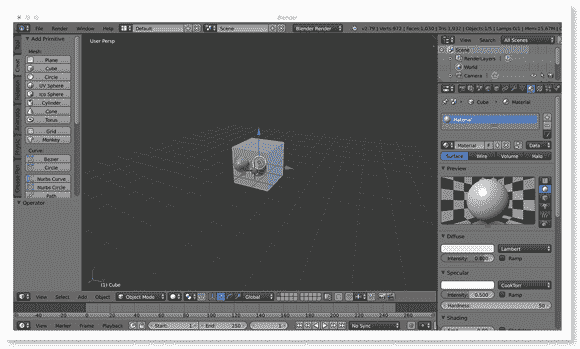 Blender
File Render Window Help Default Scene Blender Render v2.79
Add Primitive
Mesh:
Plane
Cube
Circle
UV Sphere
Ico Sphere
Cylinder
Cone
Torus
Grid
Monkey
Curve:
Bezier
Circle
Nurbs Curve
Nurbs Circle
Path
Operator
User Persp
(1) Cube
View Select Add Object Object Mode Global
View Marker Frame Playback Start: 1 End: 250 1 No Sync
View Search All Scenes
Scene
RenderLayers
World
Camera
Cube Material
Material
Material F Data
Surface Wire Volume Halo
Preview
Diffuse
Lambert
Intensity: 0.800 Ramp
Specular
CookTorr
Intensity: 0.500 Ramp
Hardness: 50
Shading